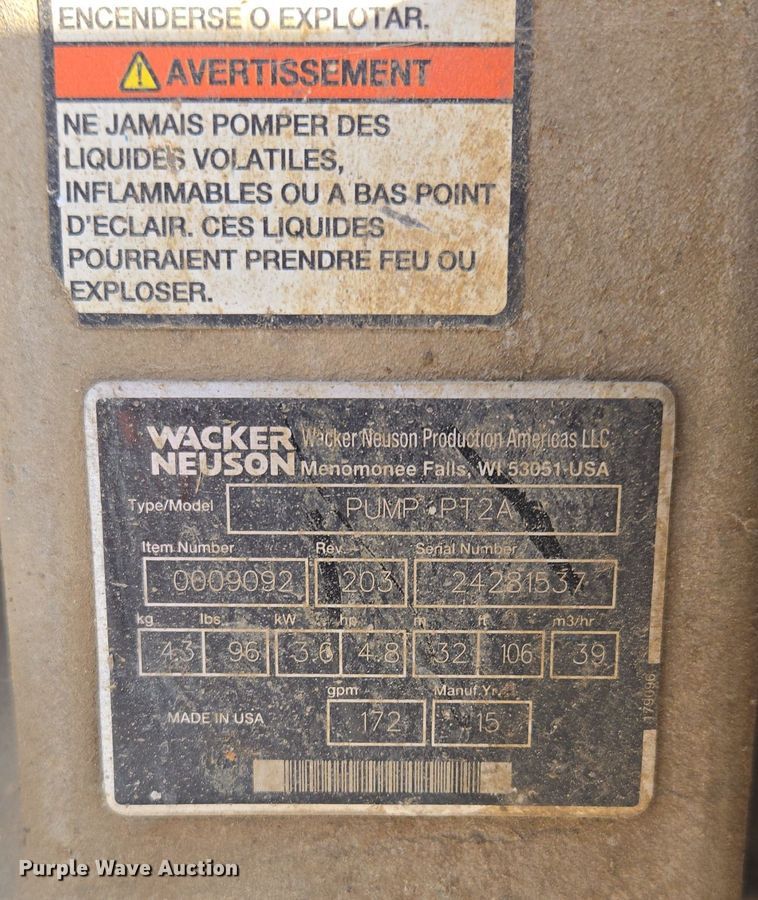 ENCENDERSE O EXPLOTAR.
AVERTISSEMENT
NE JAMAIS POMPER DES
LIQUIDES VOLATILES,
INFLAMMABLES OU A BAS POINT
D'ECLAIR. CES LIQUIDES
POURRAIENT PRENDRE FEU OU
EXPLOSER.
WACKER
NEUSON
Wacker Neuson Production Americas LLC
Menomonee Falls, WI 53051 USA
Type/Model PUMP PT2A
Item Number Rev. Serial Number
0009092 203 24281537
kg lbs. kW hp m ft m3/hr
43 96 3.6 4.8 32 106 39
gpm Manuf.Yr.
MADE IN USA 172 15
179096
Purple Wave Auction